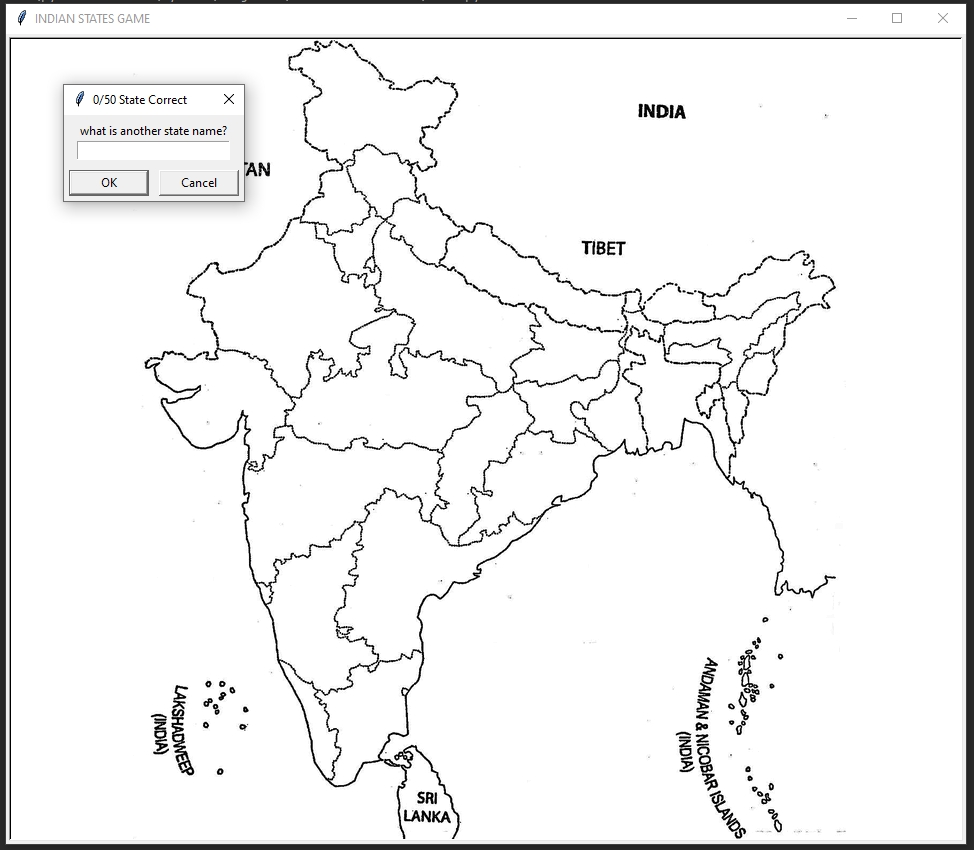 INDIAN STATES GAME
0/50 State Correct
what is another state name?
OK
Cancel
TAN
INDIA
TIBET
LAKSHADWEEP
(INDIA)
ANDAMAN & NICOBAR ISLANDS
(INDIA)
SRI
LANKA